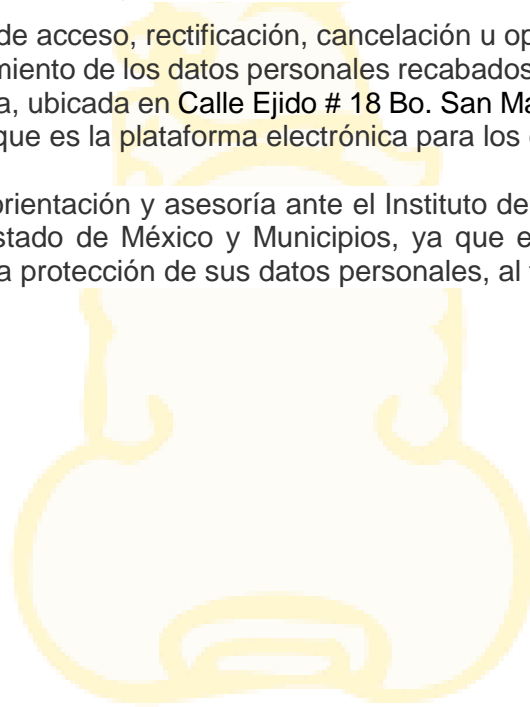 de acceso, rectificación, cancelación u op
miento de los datos personales recabados
a, ubicada en Calle Ejido # 18 Bo. San Ma
que es la plataforma electrónica para los
orientación y asesoría ante el Instituto de
stado de México y Municipios, ya que e
a protección de sus datos personales, al